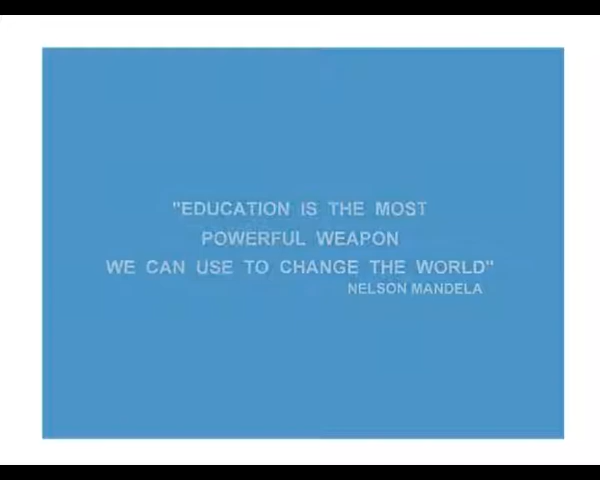 "EDUCATION IS THE MOST
POWERFUL WEAPON
WE CAN USE TO CHANGE THE WORLD"
NELSON MANDELA